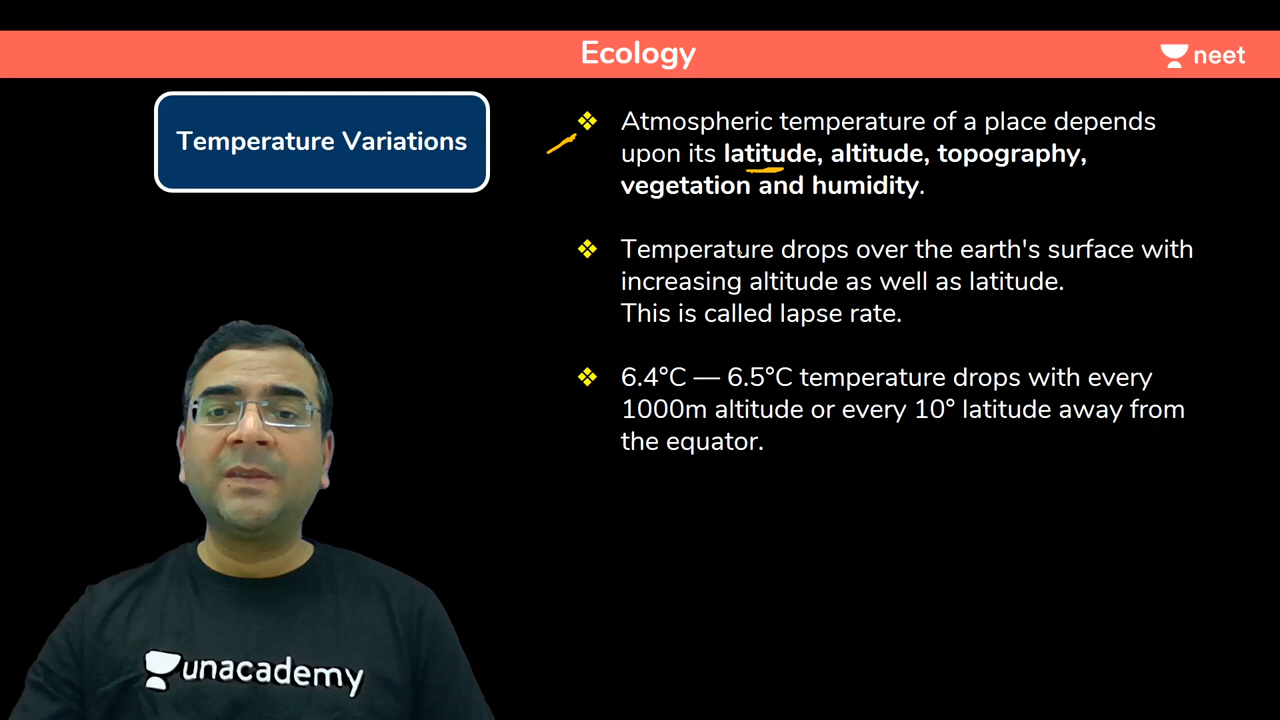 Ecology
neet
Temperature Variations
❖ Atmospheric temperature of a place depends
upon its latitude, altitude, topography,
vegetation and humidity.
❖ Temperature drops over the earth's surface with
increasing altitude as well as latitude.
This is called lapse rate.
❖ 6.4°C — 6.5°C temperature drops with every
1000m altitude or every 10° latitude away from
the equator.
unacademy